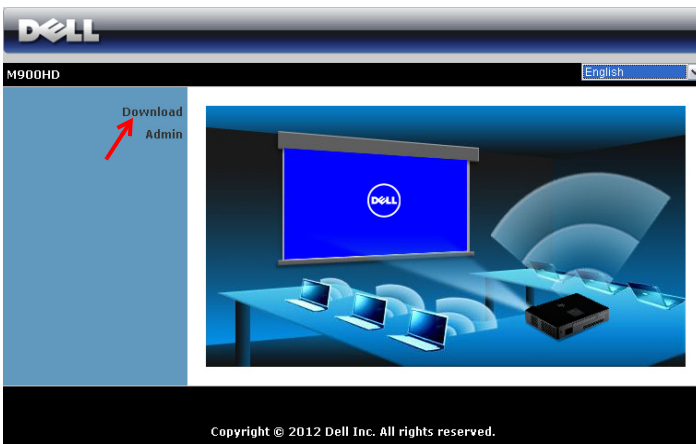 DELL
M900HD
English
Download
Admin
DELL
Copyright © 2012 Dell Inc. All rights reserved.